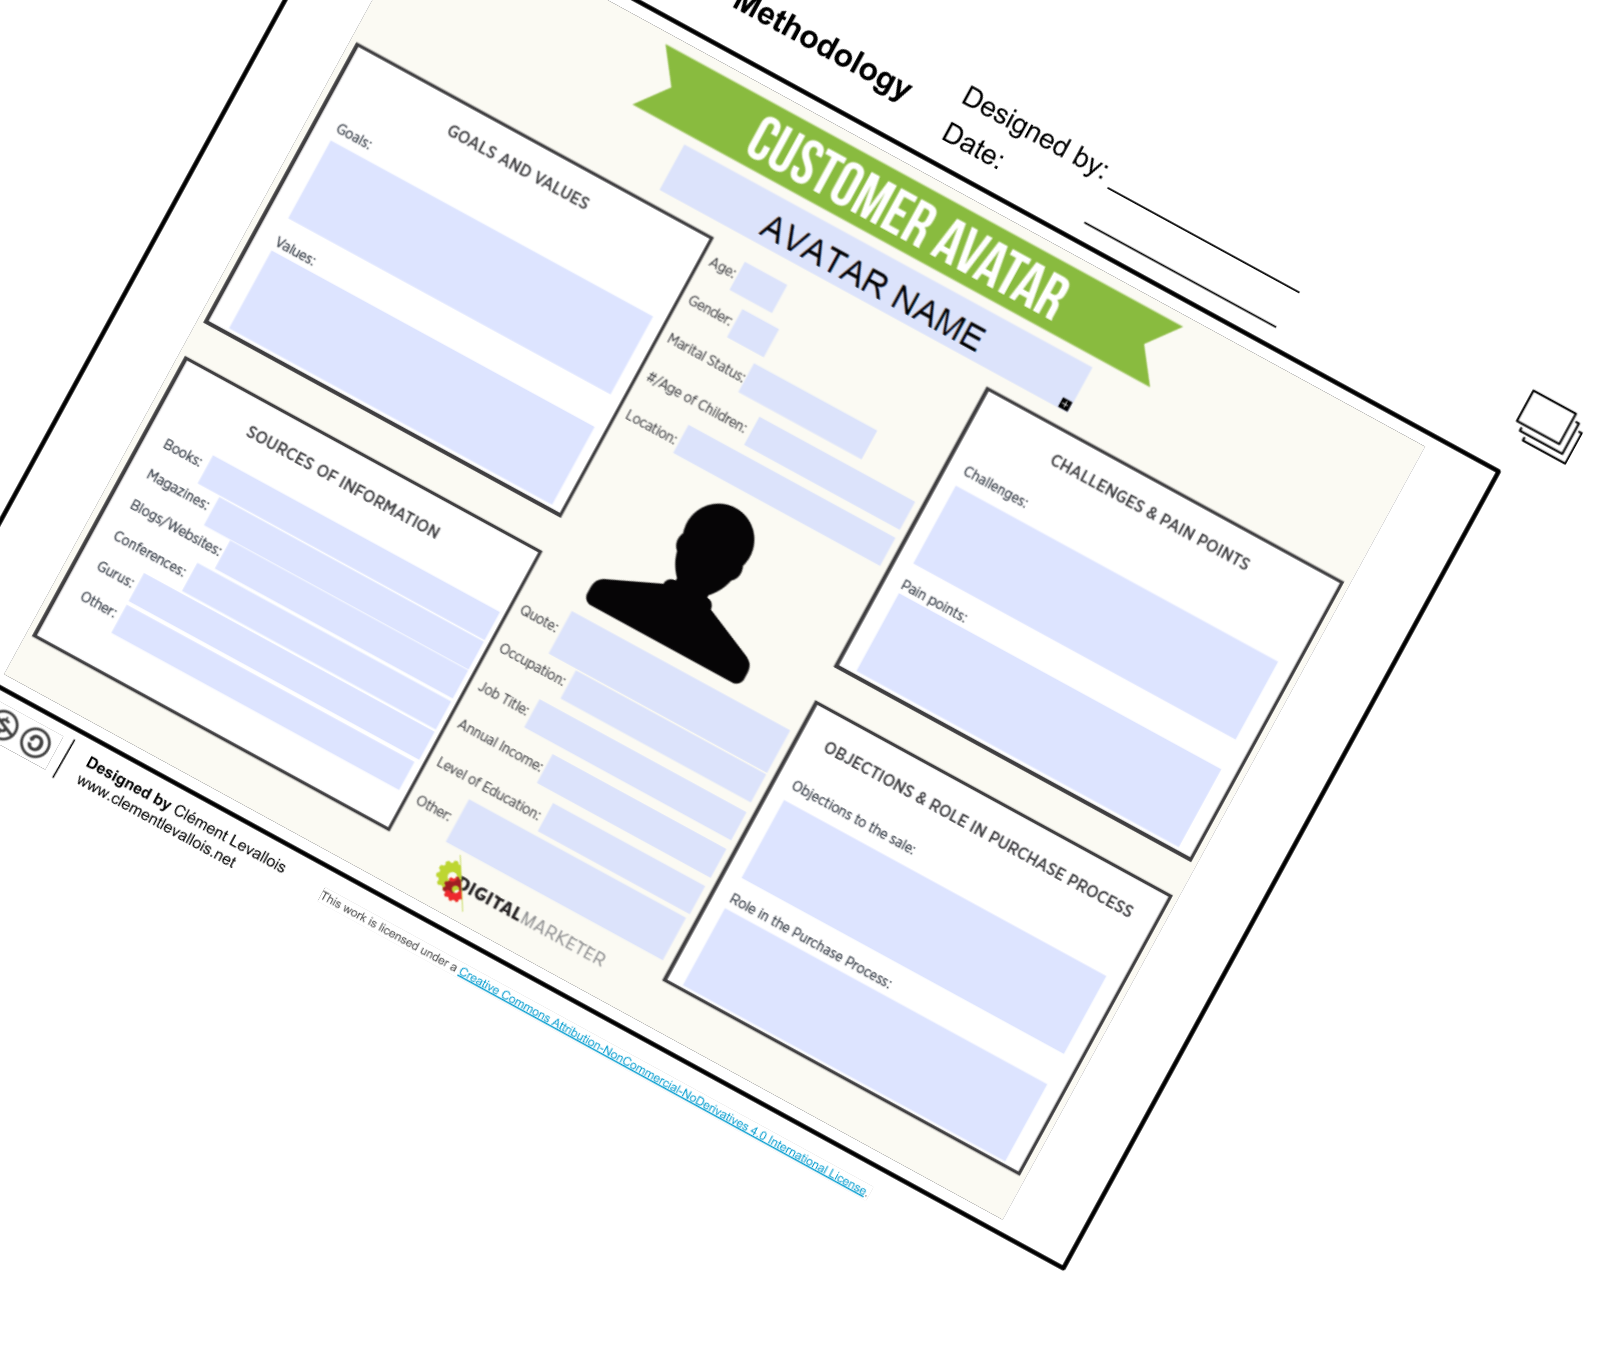 Methodology
Designed by:
Date:
CUSTOMER AVATAR
AVATAR NAME
GOALS AND VALUES
Goals:
Values:
SOURCES OF INFORMATION
Books:
Magazines:
Blogs/Websites:
Conferences:
Gurus:
Other:
Age:
Gender:
Marital Status:
#/Age of Children:
Location:
Quote:
Occupation:
Job Title:
Annual Income:
Level of Education:
Other:
DIGITALMARKETER
CHALLENGES & PAIN POINTS
Challenges:
Pain points:
OBJECTIONS & ROLE IN PURCHASE PROCESS
Objections to the sale:
Role in the Purchase Process:
Designed by Clément Levallois
www.clementlevallois.net
This work is licensed under a Creative Commons Attribution-NonCommercial-NoDerivatives 4.0 International License.